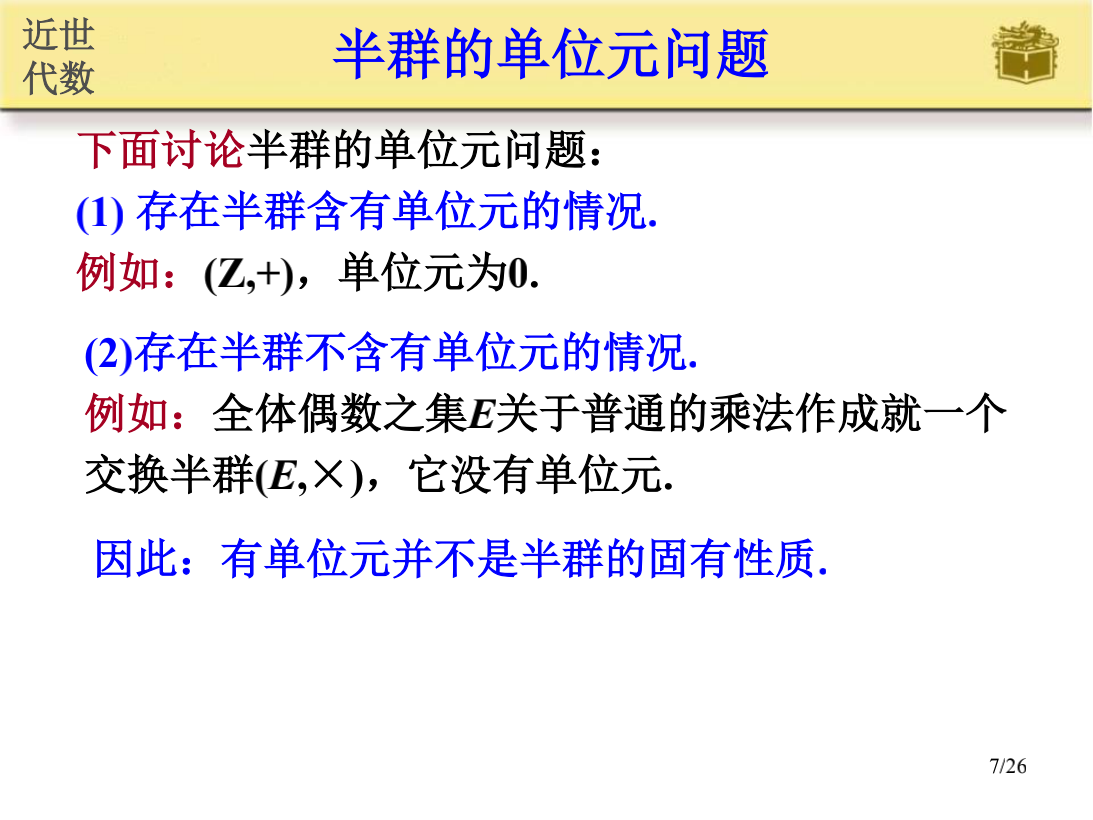 近世
代数
半群的单位元问题
下面讨论半群的单位元问题：
(1) 存在半群含有单位元的情况.
例如：(Z,+)，单位元为0.
(2)存在半群不含有单位元的情况.
例如：全体偶数之集E关于普通的乘法作成就一个
交换半群(E,×)，它没有单位元.
因此：有单位元并不是半群的固有性质.
7/26